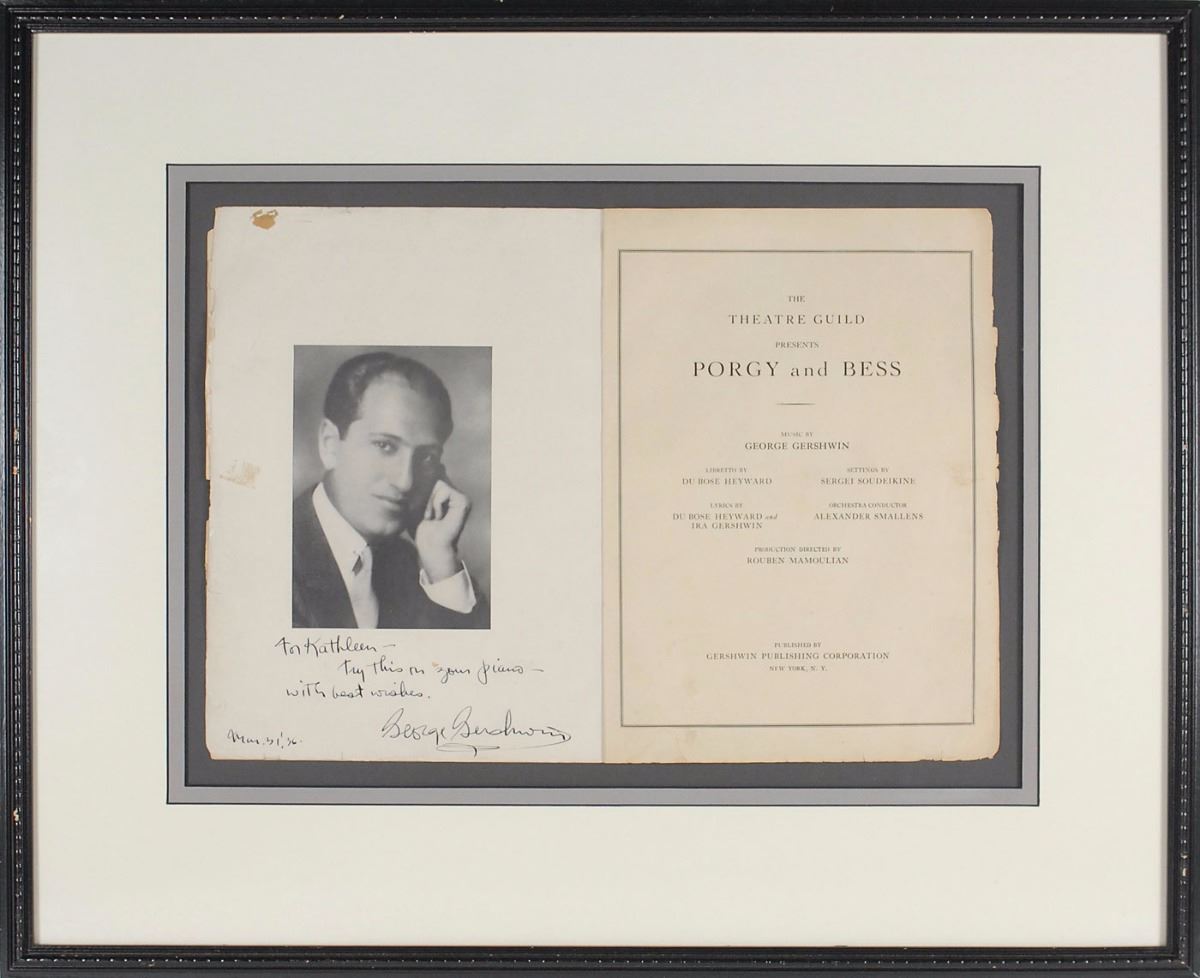 For Kathleen –
try this on your piano –
with best wishes.
George Gershwin
Mar. 31, '36.
THE
THEATRE GUILD
PRESENTS
PORGY and BESS
MUSIC BY
GEORGE GERSHWIN
LIBRETTO BY
DU BOSE HEYWARD
SETTINGS BY
SERGEI SOUDEIKINE
LYRICS BY
DU BOSE HEYWARD and
IRA GERSHWIN
ORCHESTRA CONDUCTOR
ALEXANDER SMALLENS
PRODUCTION DIRECTED BY
ROUBEN MAMOULIAN
PUBLISHED BY
GERSHWIN PUBLISHING CORPORATION
NEW YORK, N. Y.